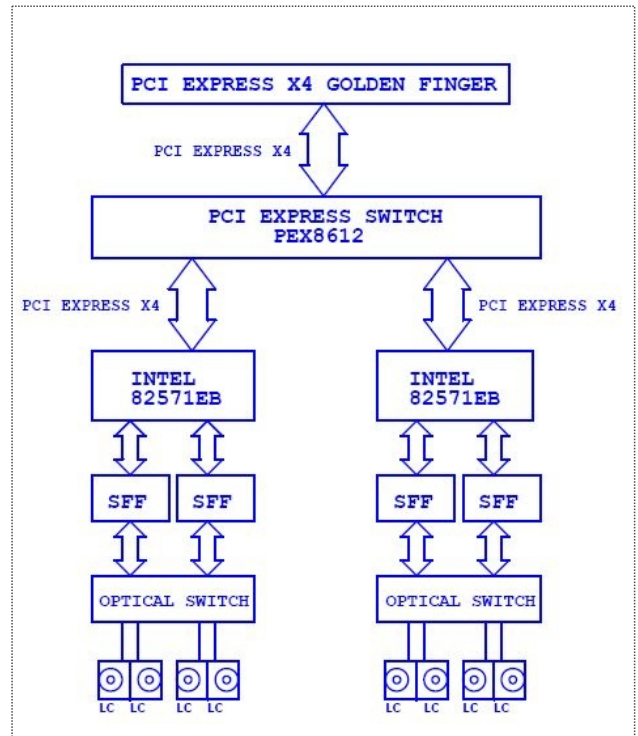 PCI EXPRESS X4 GOLDEN FINGER
PCI EXPRESS X4
PCI EXPRESS SWITCH
PEX8612
PCI EXPRESS X4
PCI EXPRESS X4
INTEL
82571EB
INTEL
82571EB
SFF
SFF
SFF
SFF
OPTICAL SWITCH
OPTICAL SWITCH
LC LC LC LC
LC LC LC LC